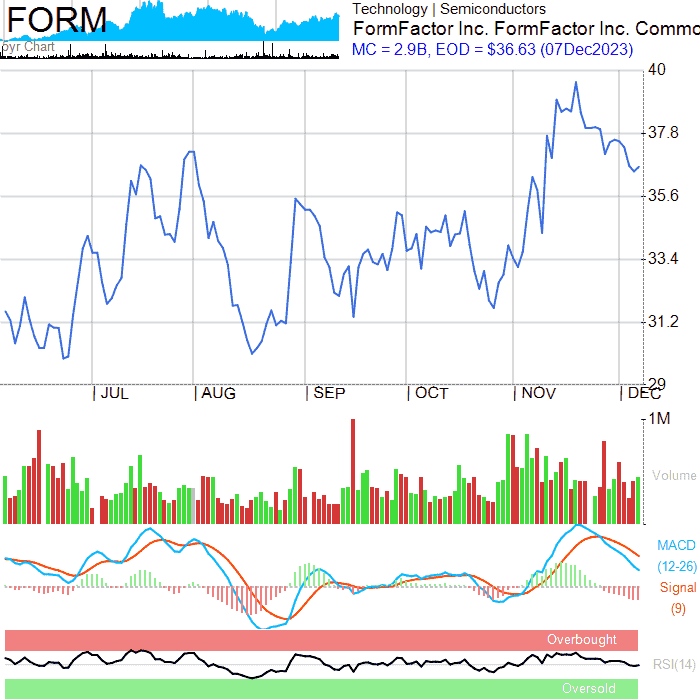 FORM
Technology | Semiconductors
FormFactor Inc. FormFactor Inc. Commo
MC = 2.9B, EOD = $36.63 (07Dec2023)
5yr Chart
40
37.8
35.6
33.4
31.2
29
JUL AUG SEP OCT NOV DEC
1M
Volume
MACD
(12-26)
Signal
(9)
Overbought
RSI(14)
Oversold